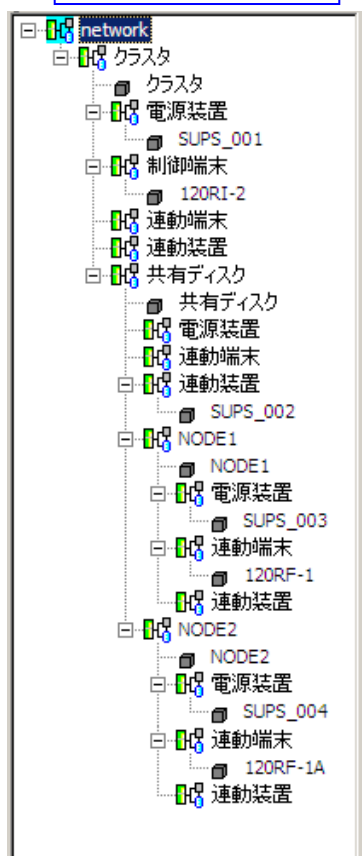 network
クラスタ
クラスタ
電源装置
SUPS_001
制御端末
120RI-2
連動端末
連動装置
共有ディスク
共有ディスク
電源装置
連動端末
連動装置
SUPS_002
NODE1
NODE1
電源装置
SUPS_003
連動端末
120RF-1
連動装置
NODE2
NODE2
電源装置
SUPS_004
連動端末
120RF-1A
連動装置